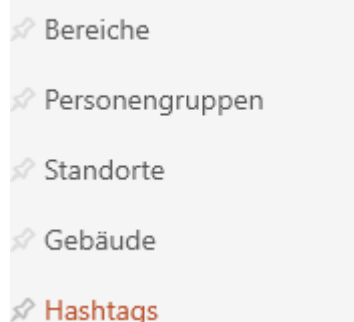 Bereiche
Personengruppen
Standorte
Gebäude
Hashtags